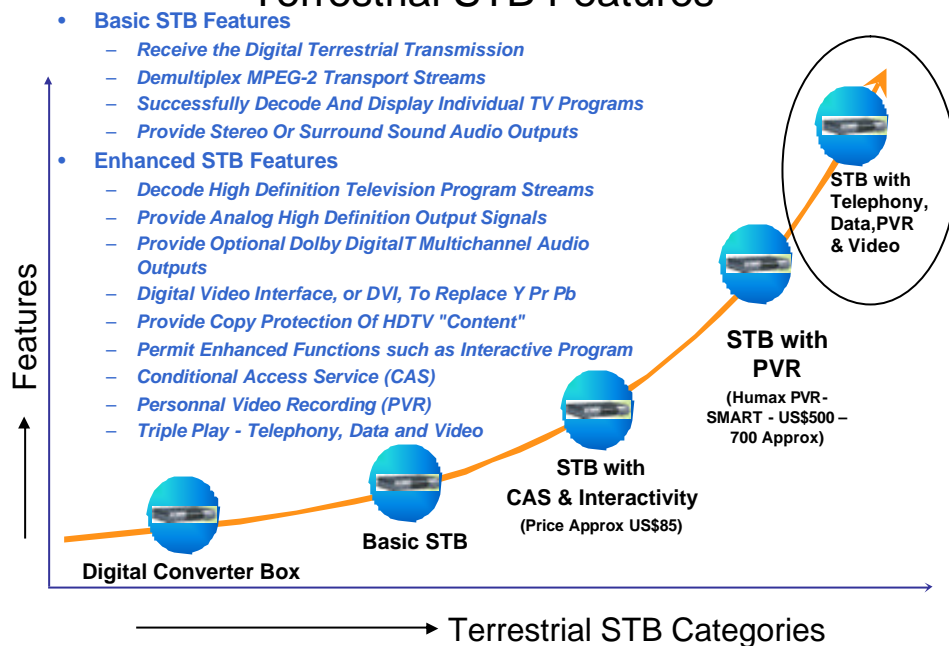 Terrestrial STB Features
• Basic STB Features
– Receive the Digital Terrestrial Transmission
– Demultiplex MPEG-2 Transport Streams
– Successfully Decode And Display Individual TV Programs
– Provide Stereo Or Surround Sound Audio Outputs
• Enhanced STB Features
– Decode High Definition Television Program Streams
– Provide Analog High Definition Output Signals
– Provide Optional Dolby DigitalT Multichannel Audio
Outputs
– Digital Video Interface, or DVI, To Replace Y Pr Pb
– Provide Copy Protection Of HDTV "Content"
– Permit Enhanced Functions such as Interactive Program
– Conditional Access Service (CAS)
– Personnal Video Recording (PVR)
– Triple Play - Telephony, Data and Video
STB with
Telephony,
Data,PVR
& Video
STB with
PVR
(Humax PVR-
SMART - US$500 –
700 Approx)
STB with
CAS & Interactivity
(Price Approx US$85)
Basic STB
Digital Converter Box
Features
Terrestrial STB Categories